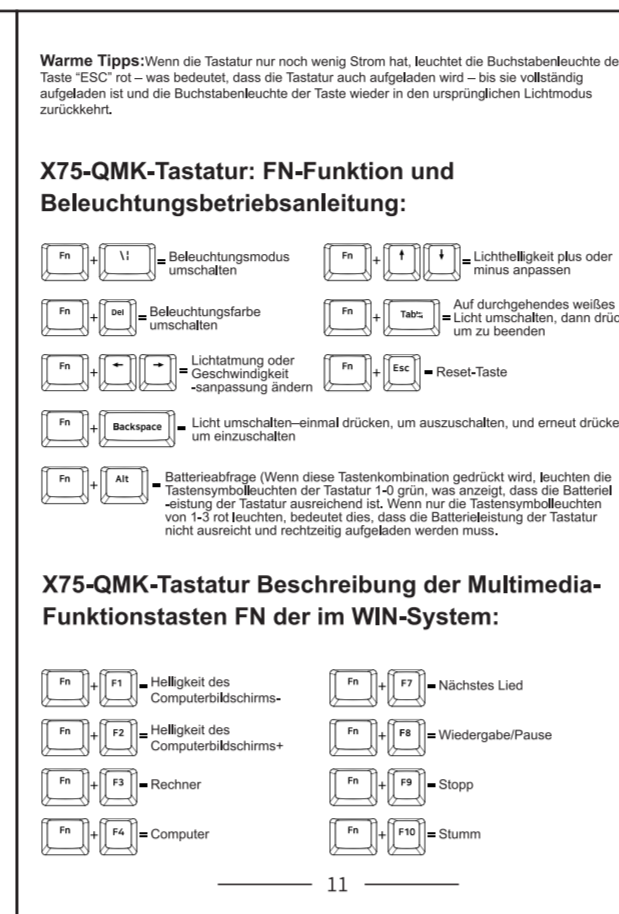 Warme Tipps:Wenn die Tastatur nur noch wenig Strom hat, leuchtet die Buchstabenleuchte de
Taste “ESC” rot – was bedeutet, dass die Tastatur auch aufgeladen wird – bis sie vollständig
aufgeladen ist und die Buchstabenleuchte der Taste wieder in den ursprünglichen Lichtmodus
zurückkehrt.
X75-QMK-Tastatur: FN-Funktion und
Beleuchtungsbetriebsanleitung:
Fn + \¦ = Beleuchtungsmodus
umschalten
Fn + ↑ ↓ = Lichthelligkeit plus oder
minus anpassen
Fn + Del = Beleuchtungsfarbe
umschalten
Fn + Tab = Auf durchgehendes weißes
Licht umschalten, dann drüc
um zu beenden
Fn + ← → = Lichtatmung oder
Geschwindigkeit
-sanpassung ändern
Fn + Esc = Reset-Taste
Fn + Backspace = Licht umschalten–einmal drücken, um auszuschalten, und erneut drücke
um einzuschalten
Fn + Alt = Batterieabfrage (Wenn diese Tastenkombination gedrückt wird, leuchten die
Tastensymbolleuchten der Tastatur 1-0 grün, was anzeigt, dass die Batteriel
-eistung der Tastatur ausreichend ist. Wenn nur die Tastensymbolleuchten
von 1-3 rot leuchten, bedeutet dies, dass die Batterieleistung der Tastatur
nicht ausreicht und rechtzeitig aufgeladen werden muss.
X75-QMK-Tastatur Beschreibung der Multimedia-
Funktionstasten FN der im WIN-System:
Fn + F1 = Helligkeit des
Computerbildschirms-
Fn + F7 = Nächstes Lied
Fn + F2 = Helligkeit des
Computerbildschirms+
Fn + F8 = Wiedergabe/Pause
Fn + F3 = Rechner
Fn + F9 = Stopp
Fn + F4 = Computer
Fn + F10 = Stumm
11